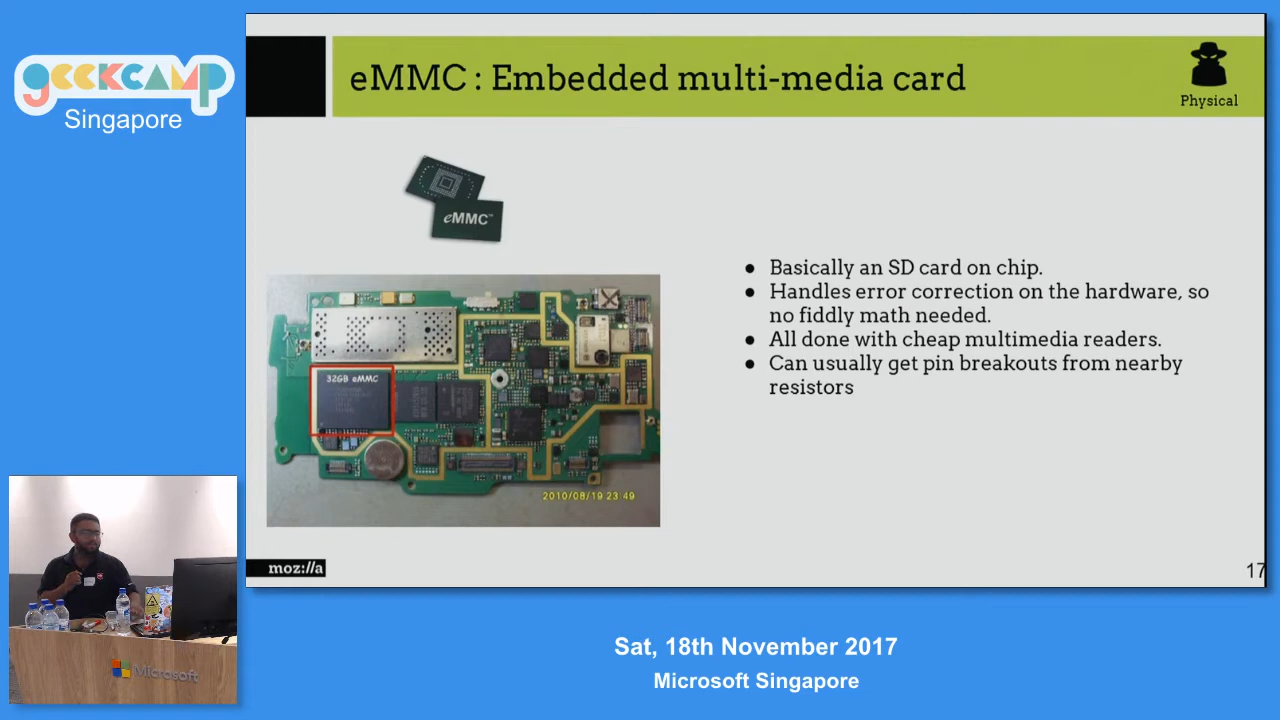 geekcamp
Singapore
eMMC : Embedded multi-media card
Physical
eMMC™
32GB eMMC
2010/08/19 23 49
● Basically an SD card on chip.
● Handles error correction on the hardware, so
no fiddly math needed.
● All done with cheap multimedia readers.
● Can usually get pin breakouts from nearby
resistors
moz://a
17
Microsoft
Sat, 18th November 2017
Microsoft Singapore